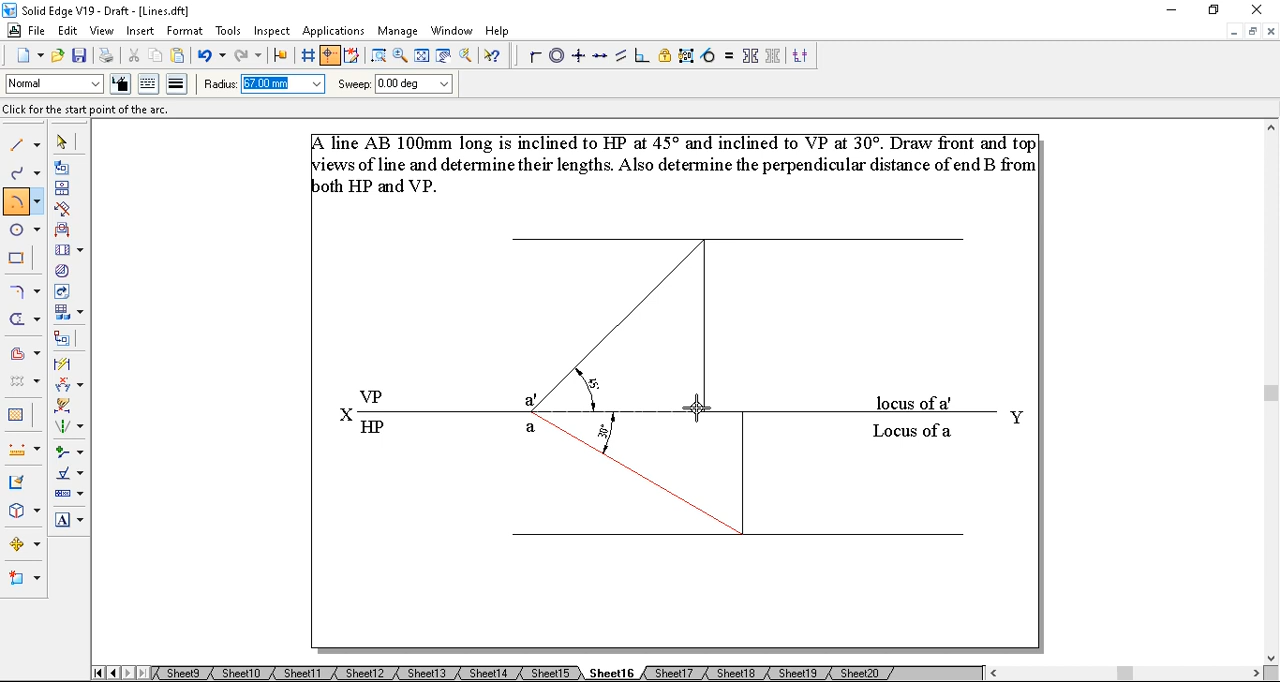 Solid Edge V19 - Draft - [Lines.dft]
File Edit View Insert Format Tools Inspect Applications Manage Window Help
Normal Radius: 67.00 mm Sweep: 0.00 deg
Click for the start point of the arc.
A line AB 100mm long is inclined to HP at 45° and inclined to VP at 30°. Draw front and top
views of line and determine their lengths. Also determine the perpendicular distance of end B from
both HP and VP.
45°
VP a' locus of a'
X Y
HP a 30° Locus of a
Sheet9 Sheet10 Sheet11 Sheet12 Sheet13 Sheet14 Sheet15 Sheet16 Sheet17 Sheet18 Sheet19 Sheet20